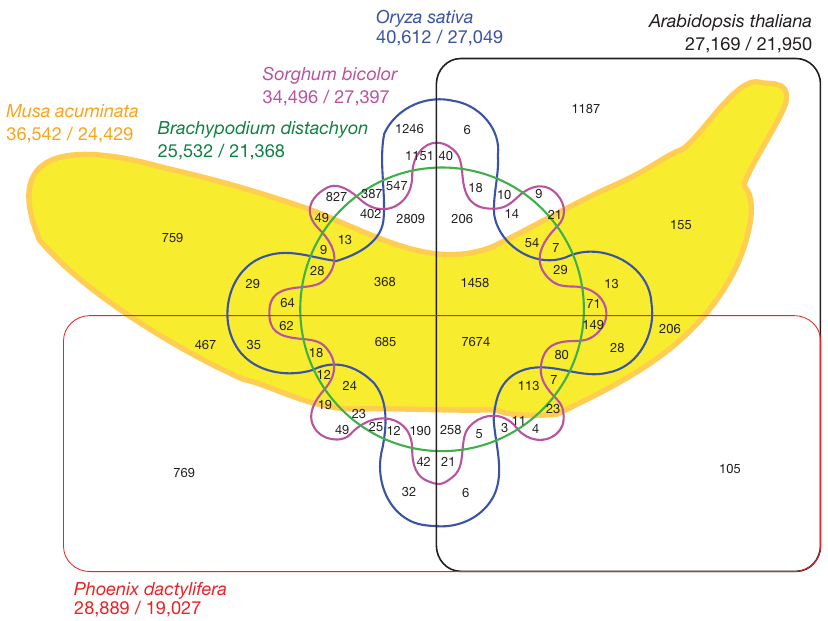 Oryza sativa
40,612 / 27,049
Arabidopsis thaliana
27,169 / 21,950
Sorghum bicolor
34,496 / 27,397
Musa acuminata
36,542 / 24,429
Brachypodium distachyon
25,532 / 21,368
1187
1246 6
1151 40
827 387 547 18 10 9
49 402 2809 206 14 21
759 13 54 7 155
9
28 29
29 368 1458 13
64 71
62 149 206
467 35 685 7674 28
18 80
12 24 113 7
19 23 23
49 25 12 190 258 5 3 11 4
42 21
769 105
32 6
Phoenix dactylifera
28,889 / 19,027